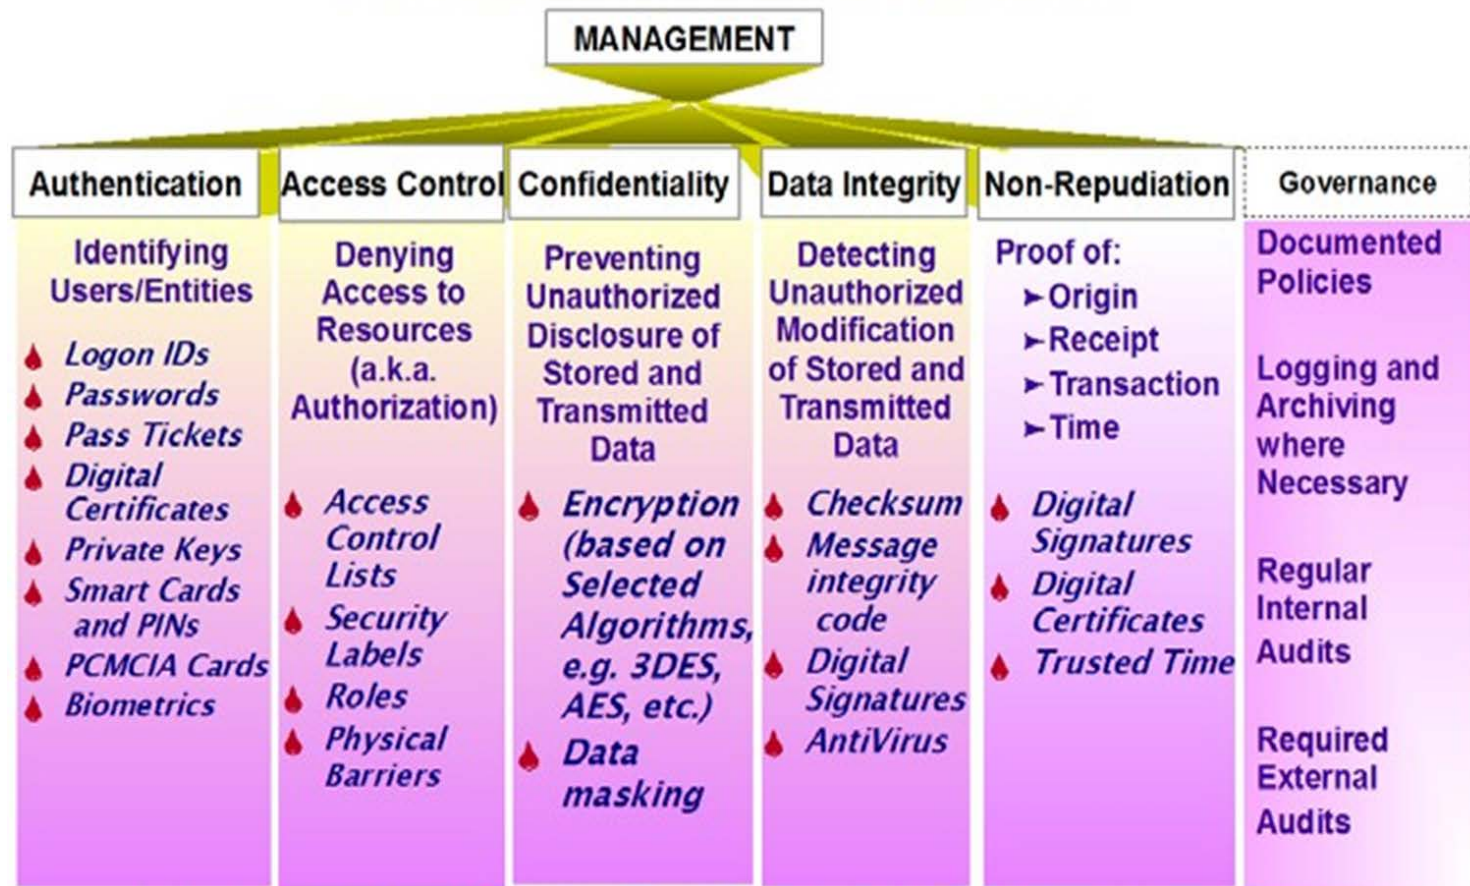 MANAGEMENT
Authentication
Identifying
Users/Entities
Logon IDs
Passwords
Pass Tickets
Digital
Certificates
Private Keys
Smart Cards
and PINs
PCMCIA Cards
Biometrics
Access Control
Denying
Access to
Resources
(a.k.a.
Authorization)
Access
Control
Lists
Security
Labels
Roles
Physical
Barriers
Confidentiality
Preventing
Unauthorized
Disclosure of
Stored and
Transmitted
Data
Encryption
(based on
Selected
Algorithms,
e.g. 3DES,
AES, etc.)
Data
masking
Data Integrity
Detecting
Unauthorized
Modification
of Stored and
Transmitted
Data
Checksum
Message
integrity
code
Digital
Signatures
AntiVirus
Non-Repudiation
Proof of:
➢Origin
➢Receipt
➢Transaction
➢Time
Digital
Signatures
Digital
Certificates
Trusted Time
Governance
Documented
Policies
Logging and
Archiving
where
Necessary
Regular
Internal
Audits
Required
External
Audits